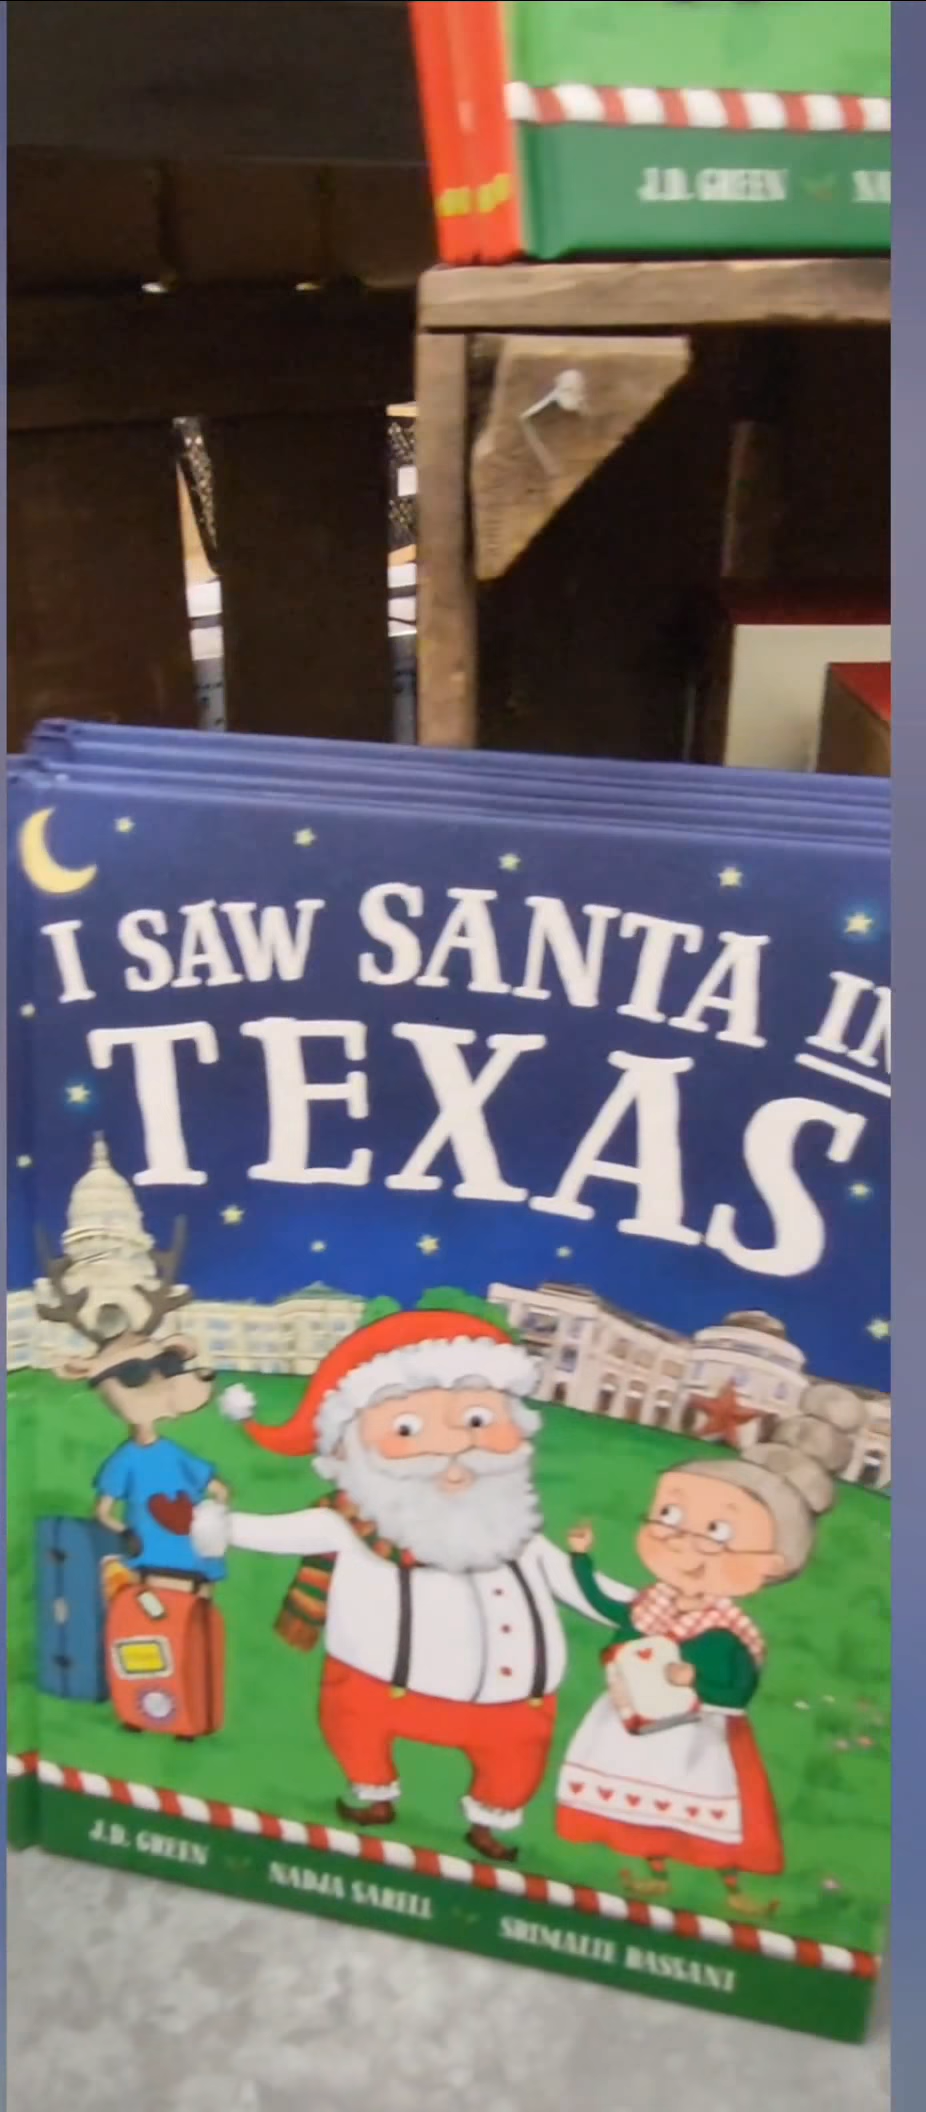 J.D. GREEN
I SAW SANTA IN
TEXAS
J.D. GREEN NADJA SARELL SRIMALIE BASSANI